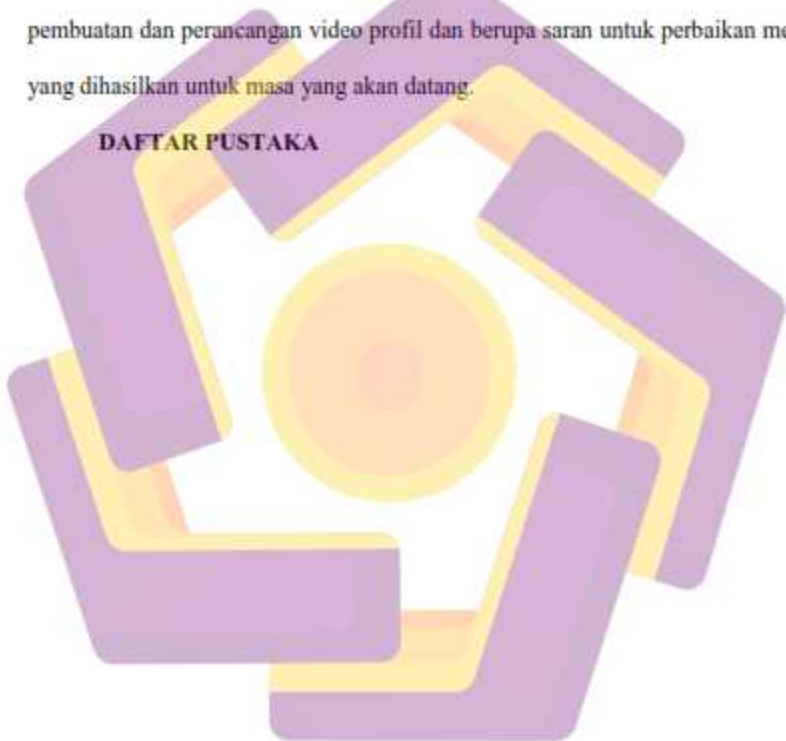 pembuatan dan perancangan video profil dan berupa saran untuk perbaikan
yang dihasilkan untuk masa yang akan datang.
DAFTAR PUSTAKA